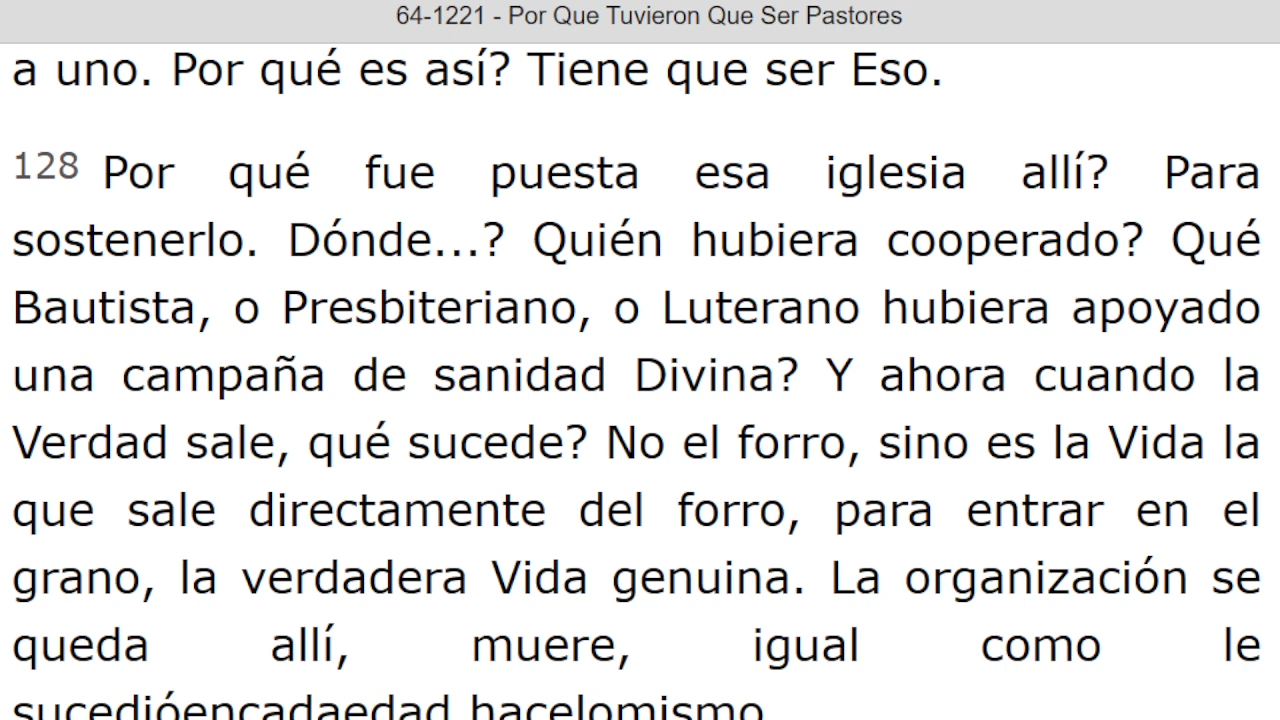 64-1221 - Por Que Tuvieron Que Ser Pastores
a uno. Por qué es así? Tiene que ser Eso.
128 Por qué fue puesta esa iglesia allí? Para
sostenerlo. Dónde...? Quién hubiera cooperado? Qué
Bautista, o Presbiteriano, o Luterano hubiera apoyado
una campaña de sanidad Divina? Y ahora cuando la
Verdad sale, qué sucede? No el forro, sino es la Vida la
que sale directamente del forro, para entrar en el
grano, la verdadera Vida genuina. La organización se
queda allí, muere, igual como le
sucedióencadaedad hacelomismo